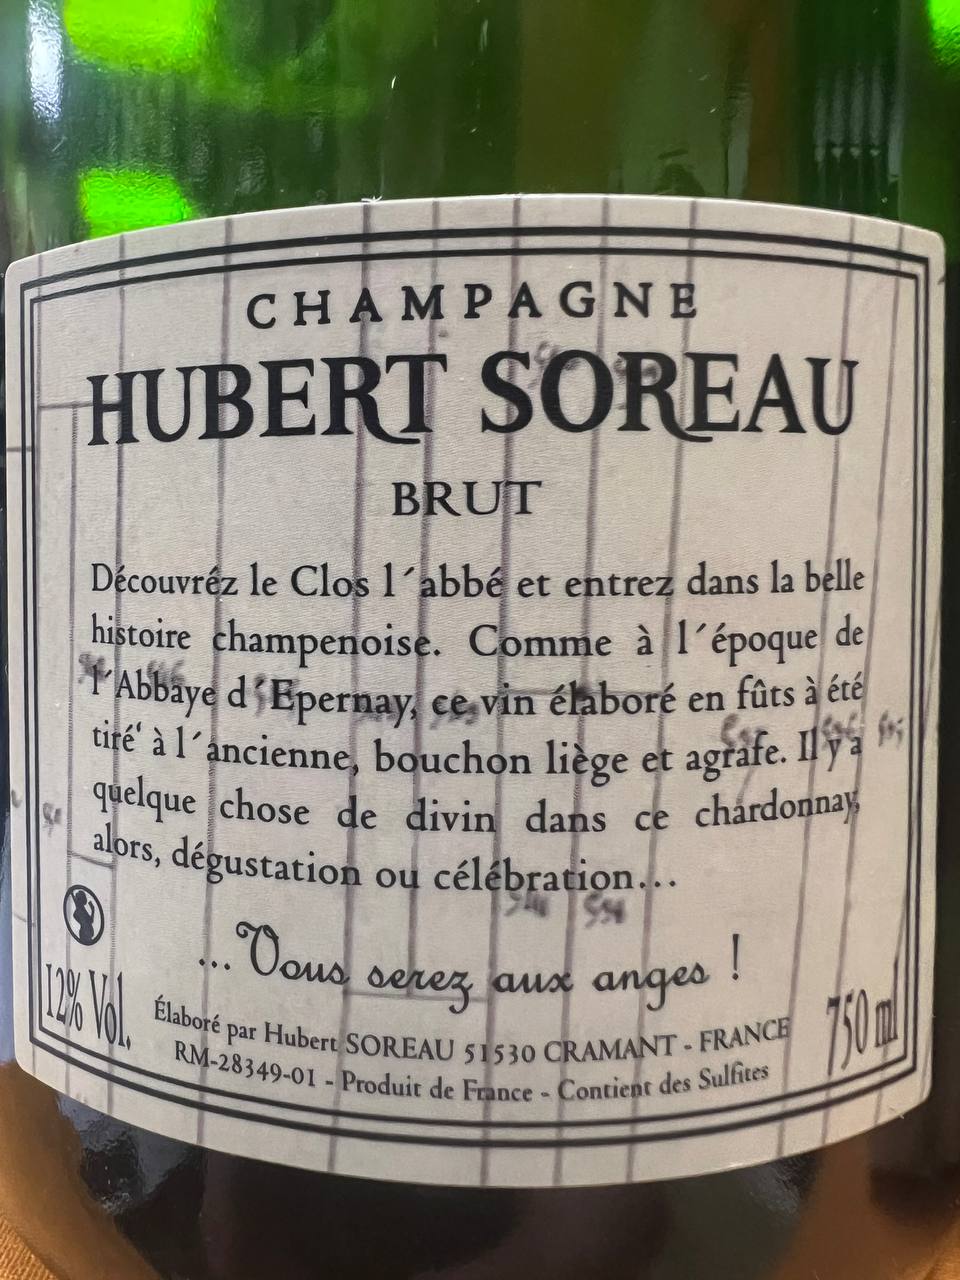 CHAMPAGNE
HUBERT SOREAU
BRUT
Découvréz le Clos l´abbé et entrez dans la belle
histoire champenoise. Comme à l´époque de
l´Abbaye d´Epernay, ce vin élaboré en fûts à été
tiré‘ à l´ancienne, bouchon liège et agrafe. Il y a
quelque chose de divin dans ce chardonnay,
alors, dégustation ou célébration...
... Vous serez aux anges !
12% Vol.
Élaboré par Hubert SOREAU 51530 CRAMANT - FRANCE
RM-28349-01 - Produit de France - Contient des Sulfites
750 ml